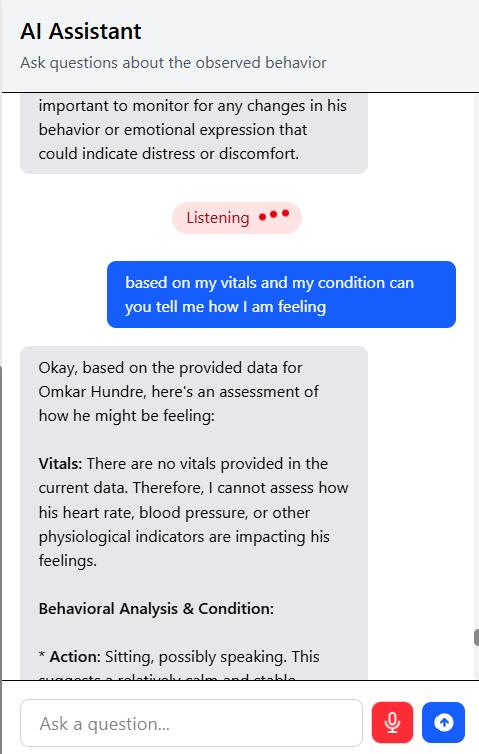 AI Assistant
Ask questions about the observed behavior
important to monitor for any changes in his
behavior or emotional expression that
could indicate distress or discomfort.
Listening
based on my vitals and my condition can
you tell me how I am feeling
Okay, based on the provided data for
Omkar Hundre, here's an assessment of
how he might be feeling:
Vitals: There are no vitals provided in the
current data. Therefore, I cannot assess how
his heart rate, blood pressure, or other
physiological indicators are impacting his
feelings.
Behavioral Analysis & Condition:
* Action: Sitting, possibly speaking. This
suggests a relatively calm and stable
Ask a question...